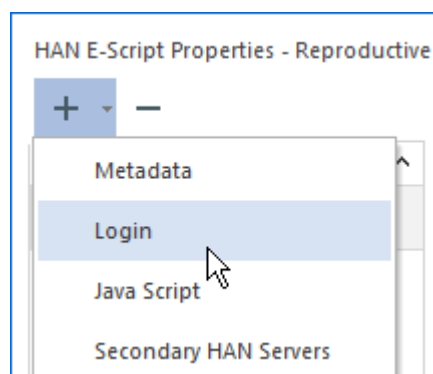 HAN E-Script Properties - Reproductive
Metadata
Login
Java Script
Secondary HAN Servers